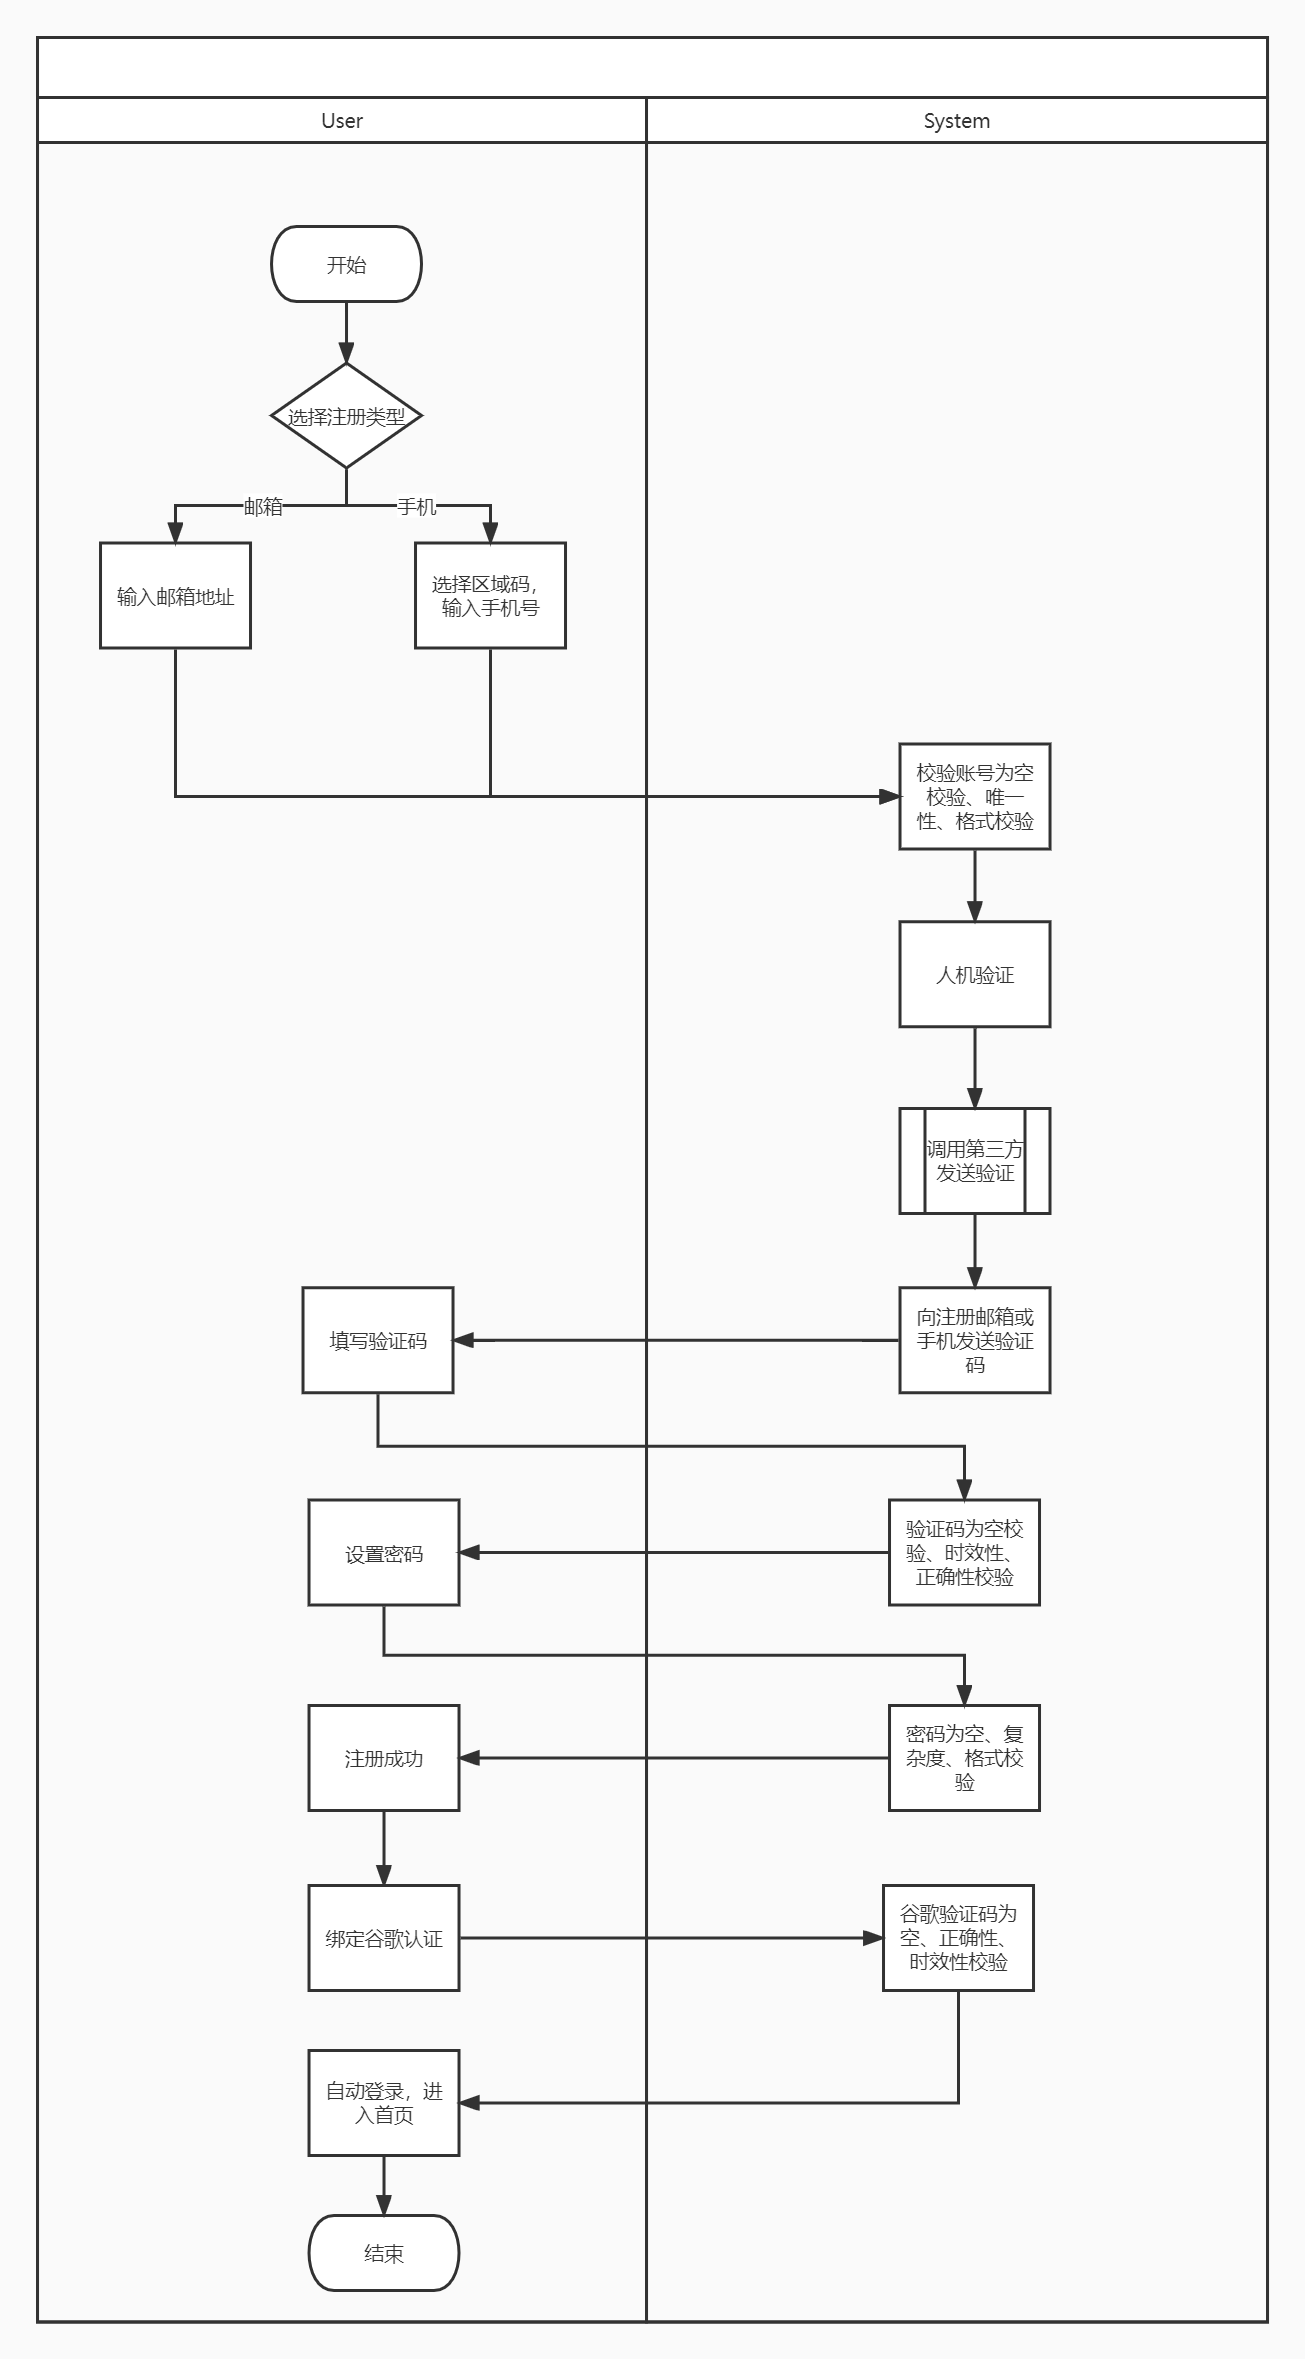 User
System
开始
选择注册类型
邮箱
手机
输入邮箱地址
选择区域码，
输入手机号
校验账号为空
校验、唯一
性、格式校验
人机验证
调用第三方
发送验证
向注册邮箱或
手机发送验证
码
填写验证码
验证码为空校
验、时效性、
正确性校验
设置密码
密码为空、复
杂度、格式校
验
注册成功
绑定谷歌认证
谷歌验证码为
空、正确性、
时效性校验
自动登录，进
入首页
结束